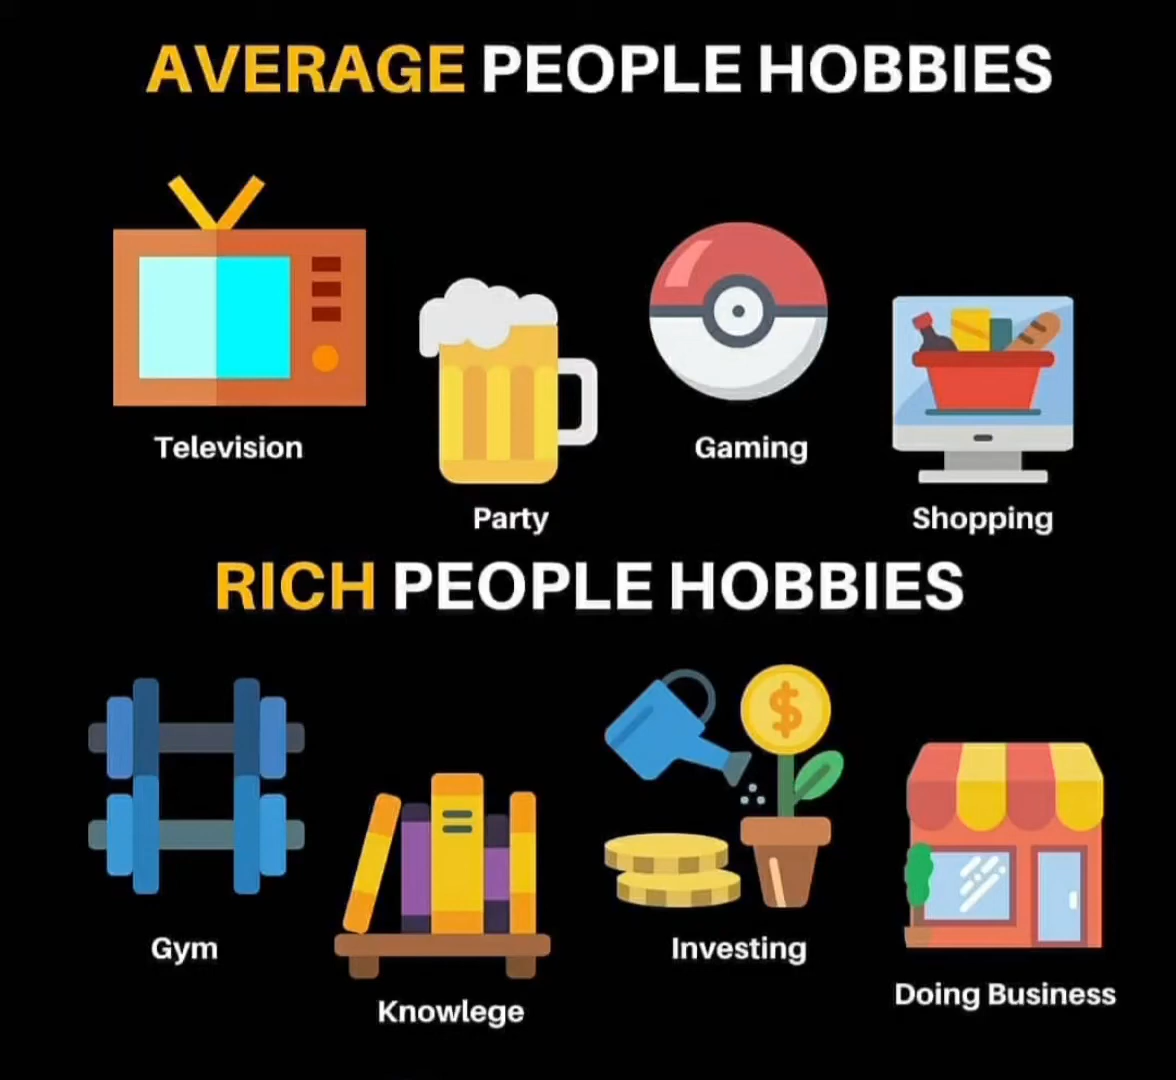 AVERAGE PEOPLE HOBBIES
Television
Party
Gaming
Shopping
RICH PEOPLE HOBBIES
Gym
Knowlege
Investing
Doing Business
$